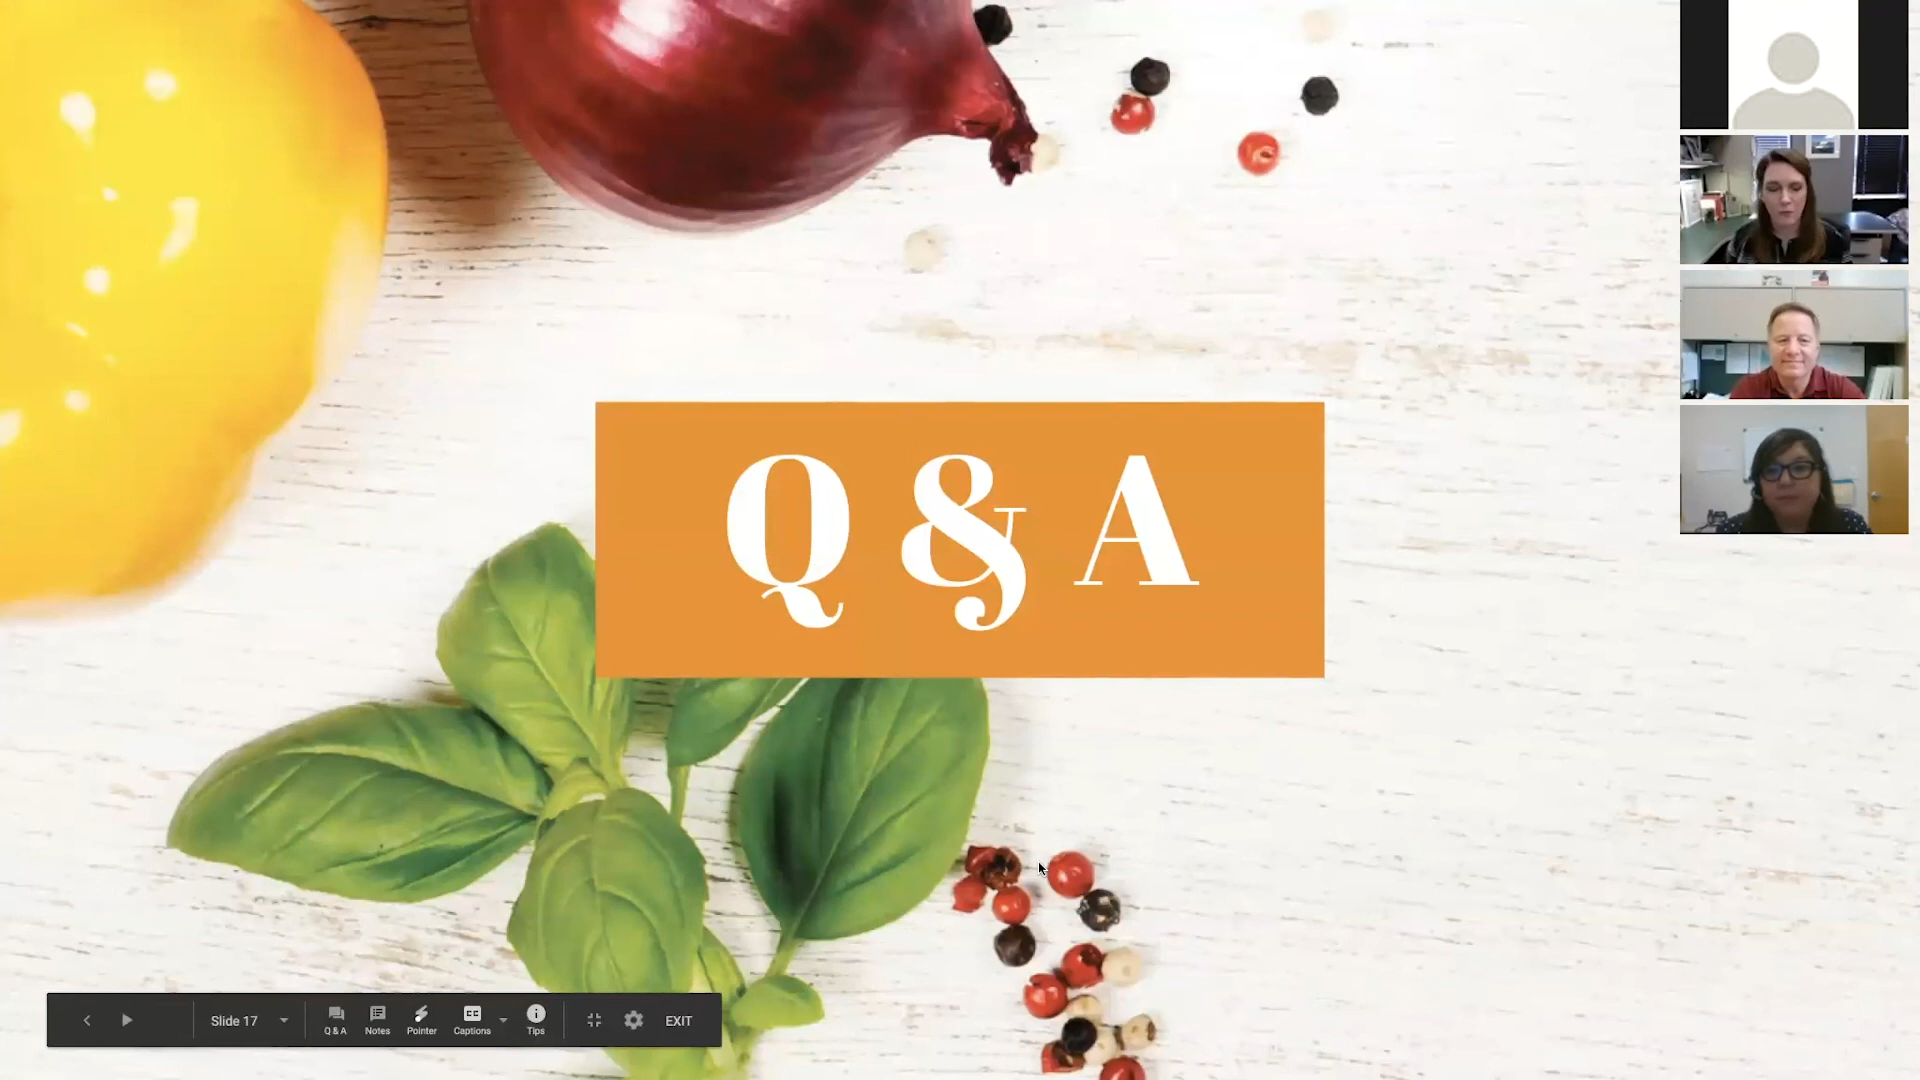 Q & A
Slide 17
Q & A
Notes
Pointer
Captions
Tips
EXIT